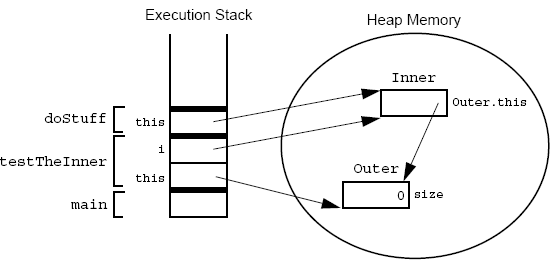 Execution Stack
Heap Memory
Inner
doStuff
this
Outer.this
i
testTheInner
Outer
this
0
size
main